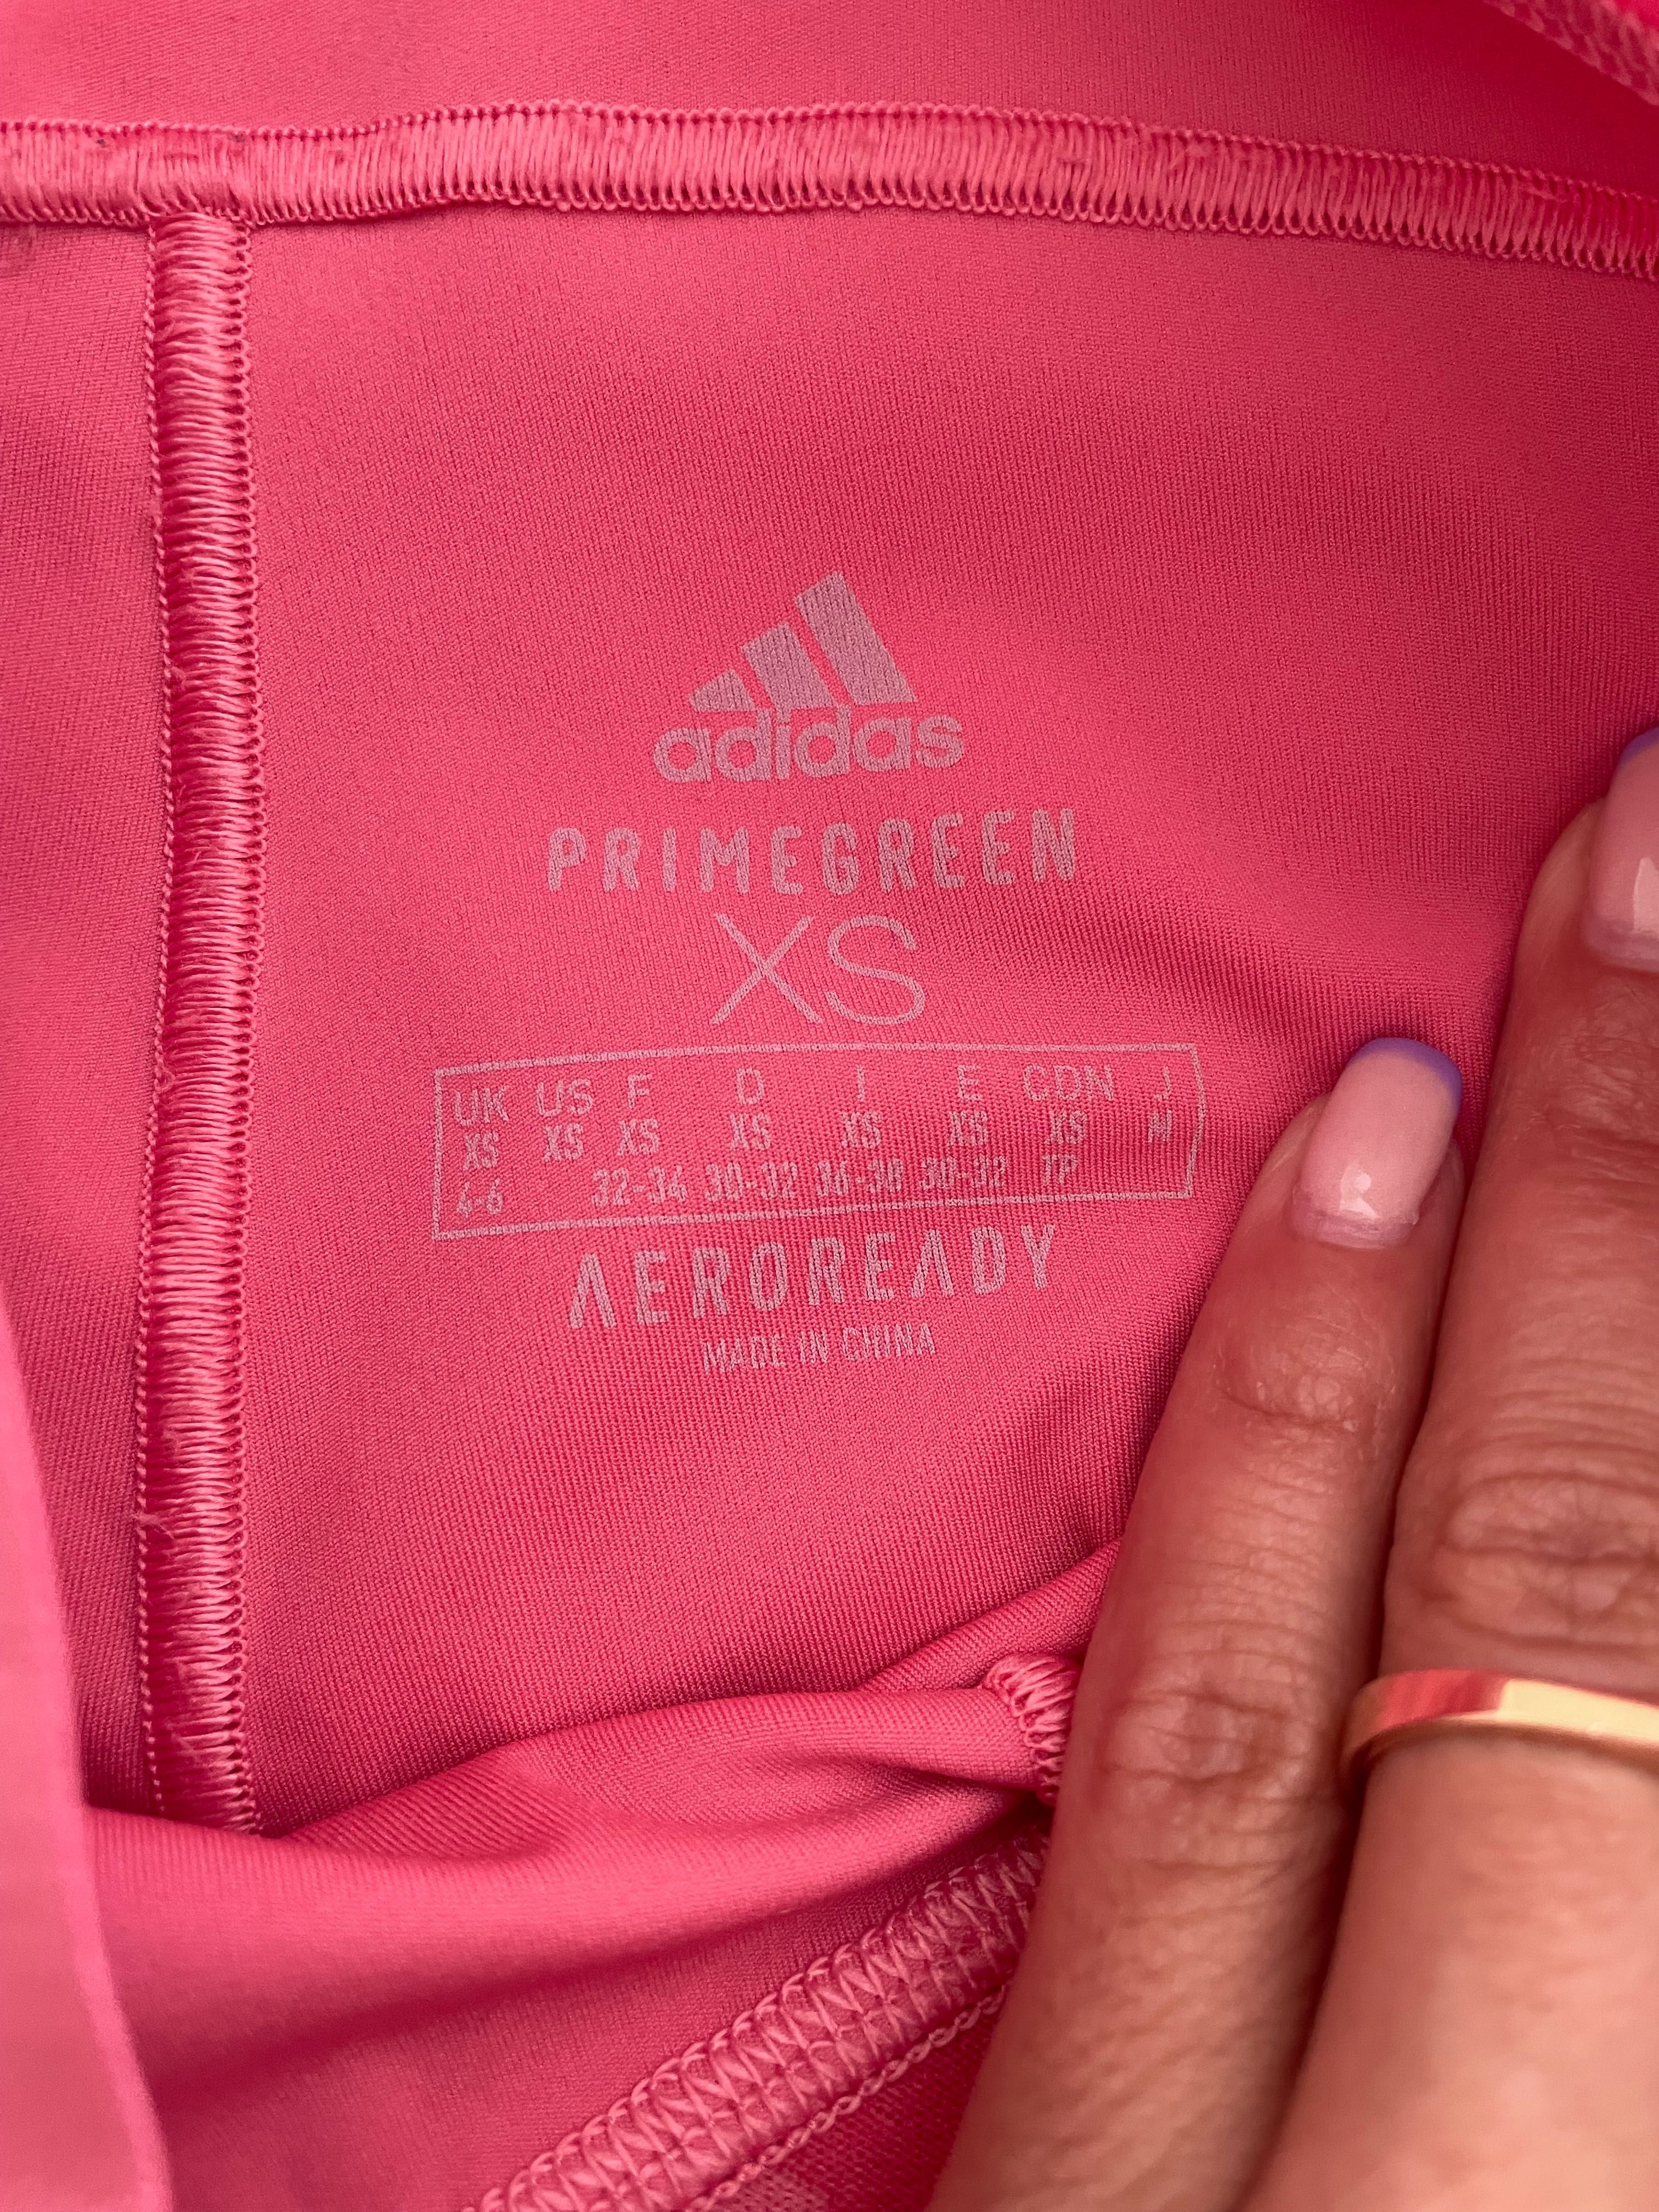 adidas
PRIMEGREEN
XS
UK US F D I E CDN J
XS XS XS XS XS XS XS M
4-6 32-34 30-32 36-38 30-32 TP
AEROREADY
MADE IN CHINA